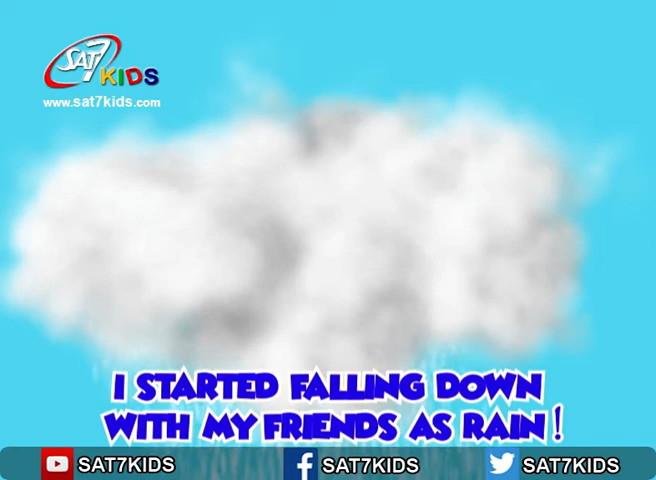 SAT7
KIDS
www.sat7kids.com
I STARTED FALLING DOWN
WITH MY FRIENDS AS RAIN!
SAT7KIDS SAT7KIDS SAT7KIDS